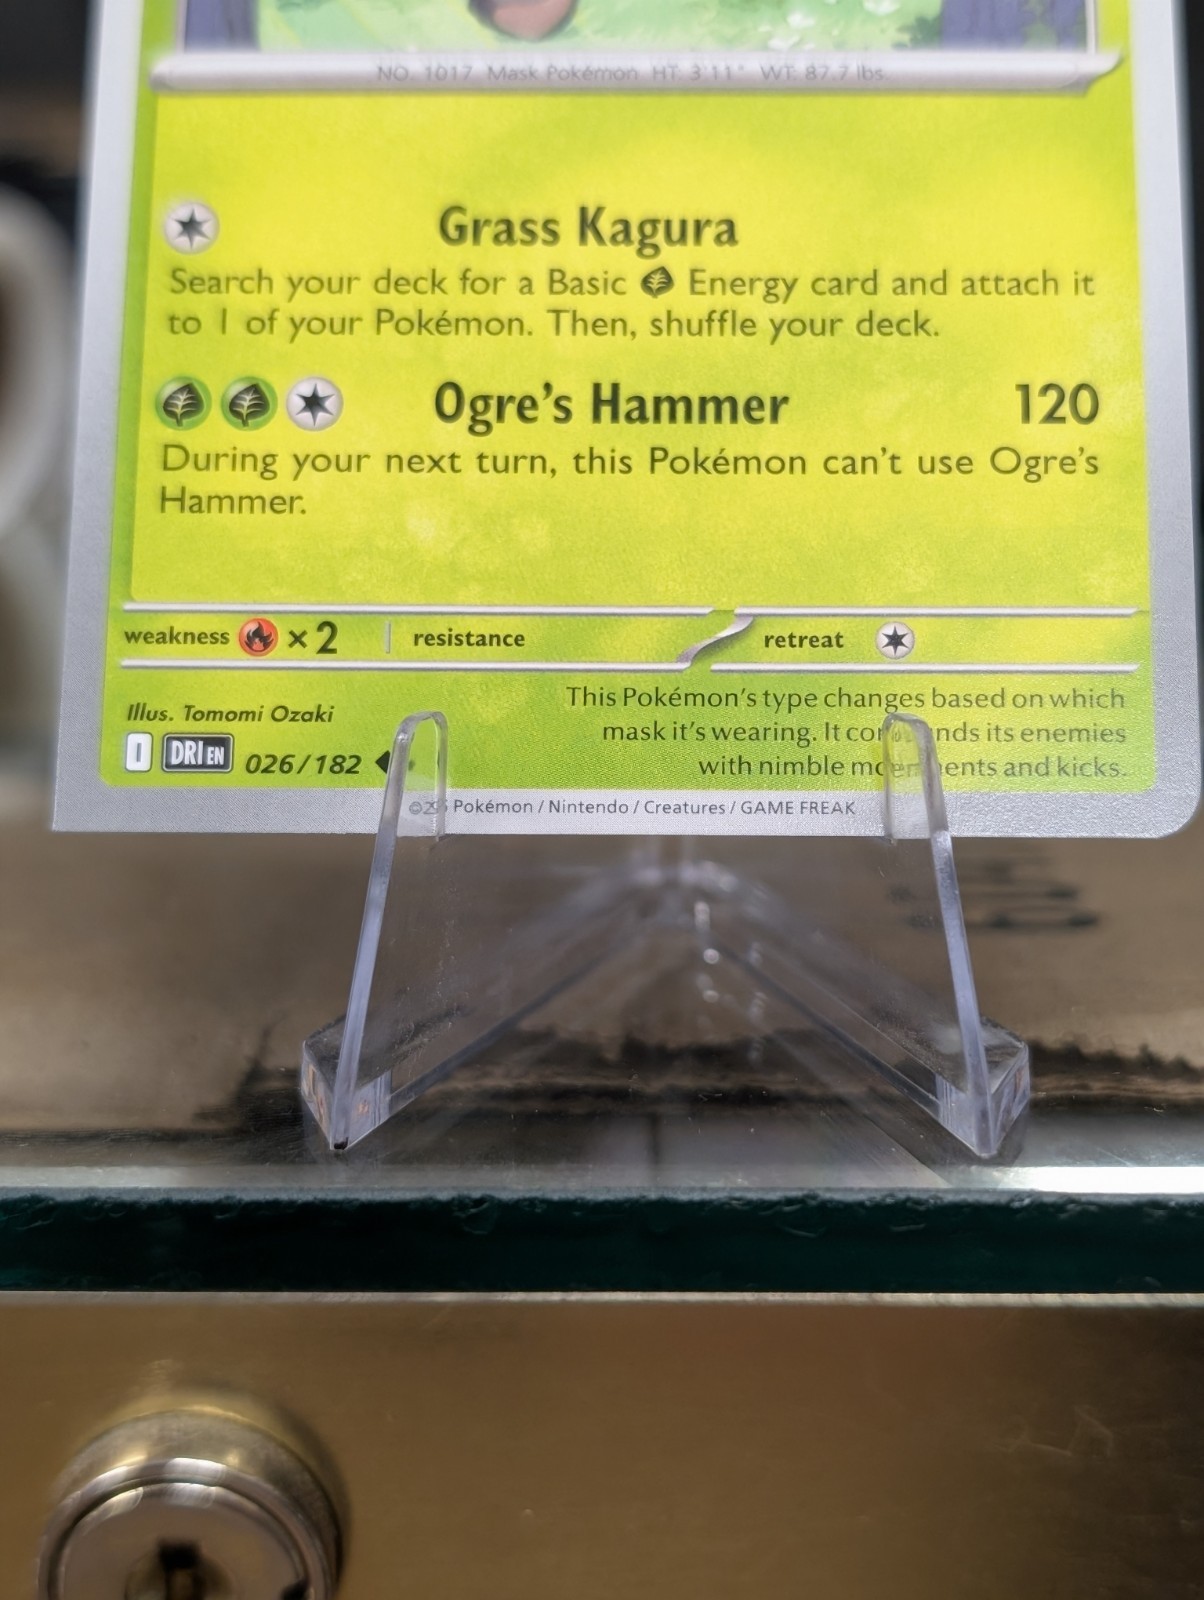 NO. 1017 Mask Pokémon HT: 3'11" WT: 87.7 lbs.
Grass Kagura
Search your deck for a Basic Energy card and attach it
to 1 of your Pokémon. Then, shuffle your deck.
Ogre's Hammer 120
During your next turn, this Pokémon can't use Ogre's
Hammer.
weakness ×2 resistance retreat
Illus. Tomomi Ozaki
This Pokémon's type changes based on which
mask it's wearing. It its enemies
with nimble and kicks.
I DRI EN 026/182
Pokémon / Nintendo / Creatures / GAME FREAK